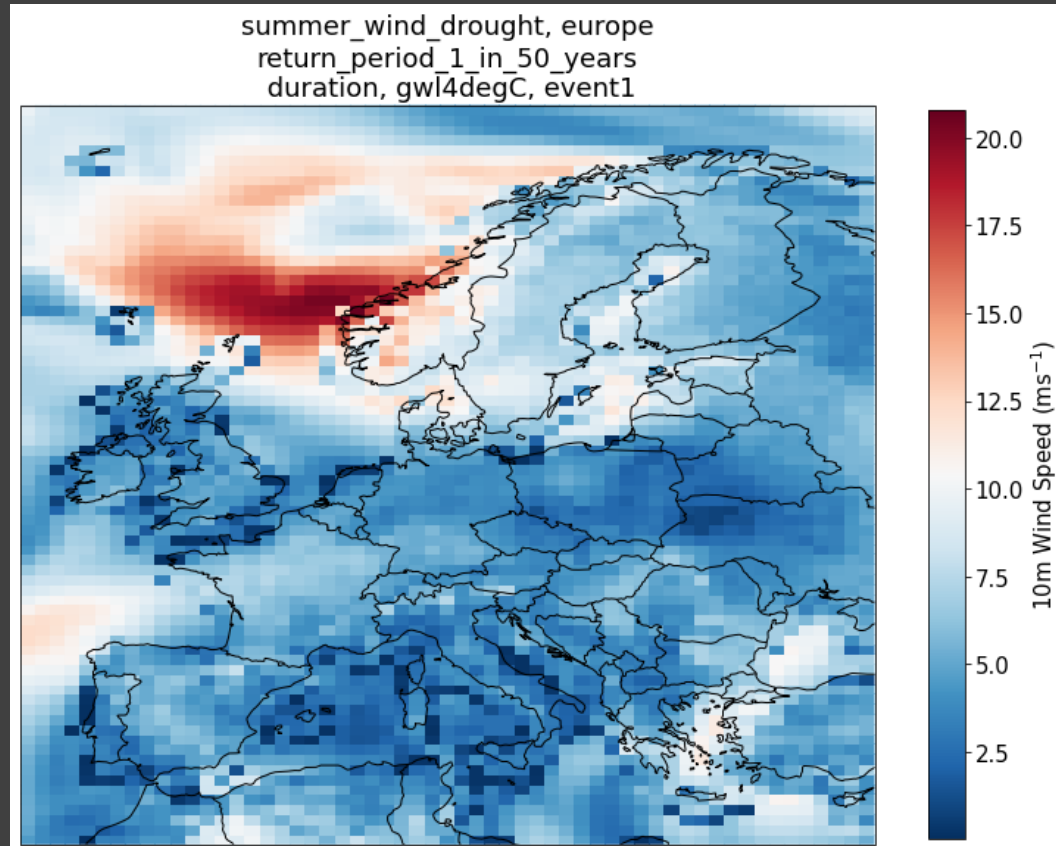 summer_wind_drought, europe
return_period_1_in_50_years
duration, gwl4degC, event1
20.0
17.5
15.0
12.5
10.0
7.5
5.0
2.5
10m Wind Speed (ms⁻¹)